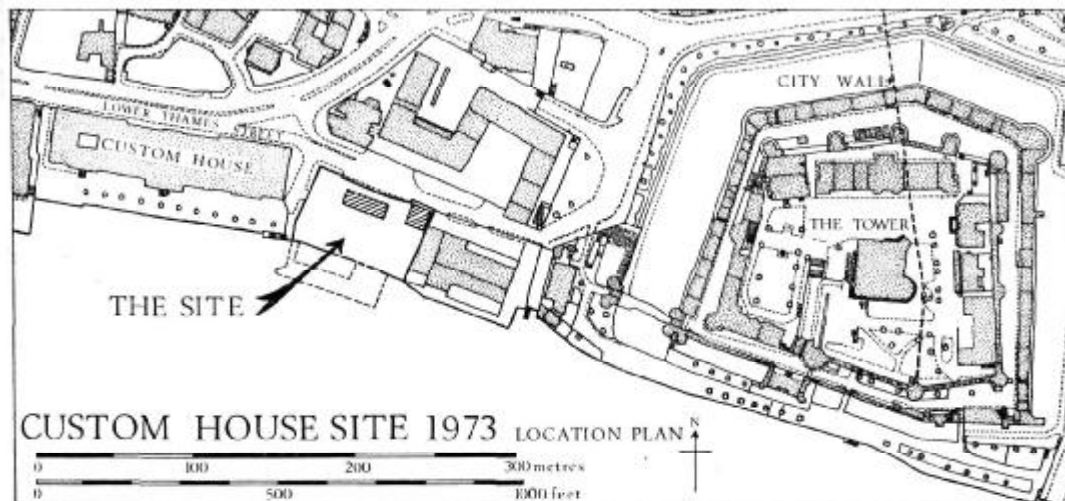 CITY WALL
LOWER THAMES STREET
CUSTOM HOUSE
THE TOWER
THE SITE
CUSTOM HOUSE SITE 1973 LOCATION PLAN N
0 100 200 300 metres
0 500 1000 feet